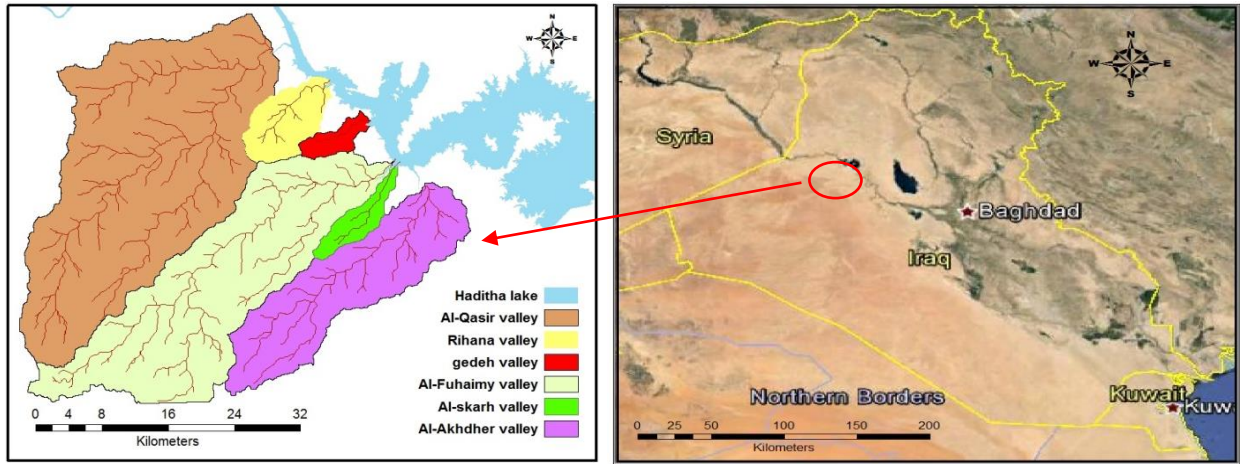 N
W E
S
Haditha lake
Al-Qasir valley
Rihana valley
gedeh valley
Al-Fuhaimy valley
Al-skarh valley
Al-Akhdher valley
0 4 8 16 24 32
Kilometers
N
W E
S
Syria
Baghdad
Iraq
Northern Borders
Kuwait
Kuw
0 25 50 100 150 200
Kilometers